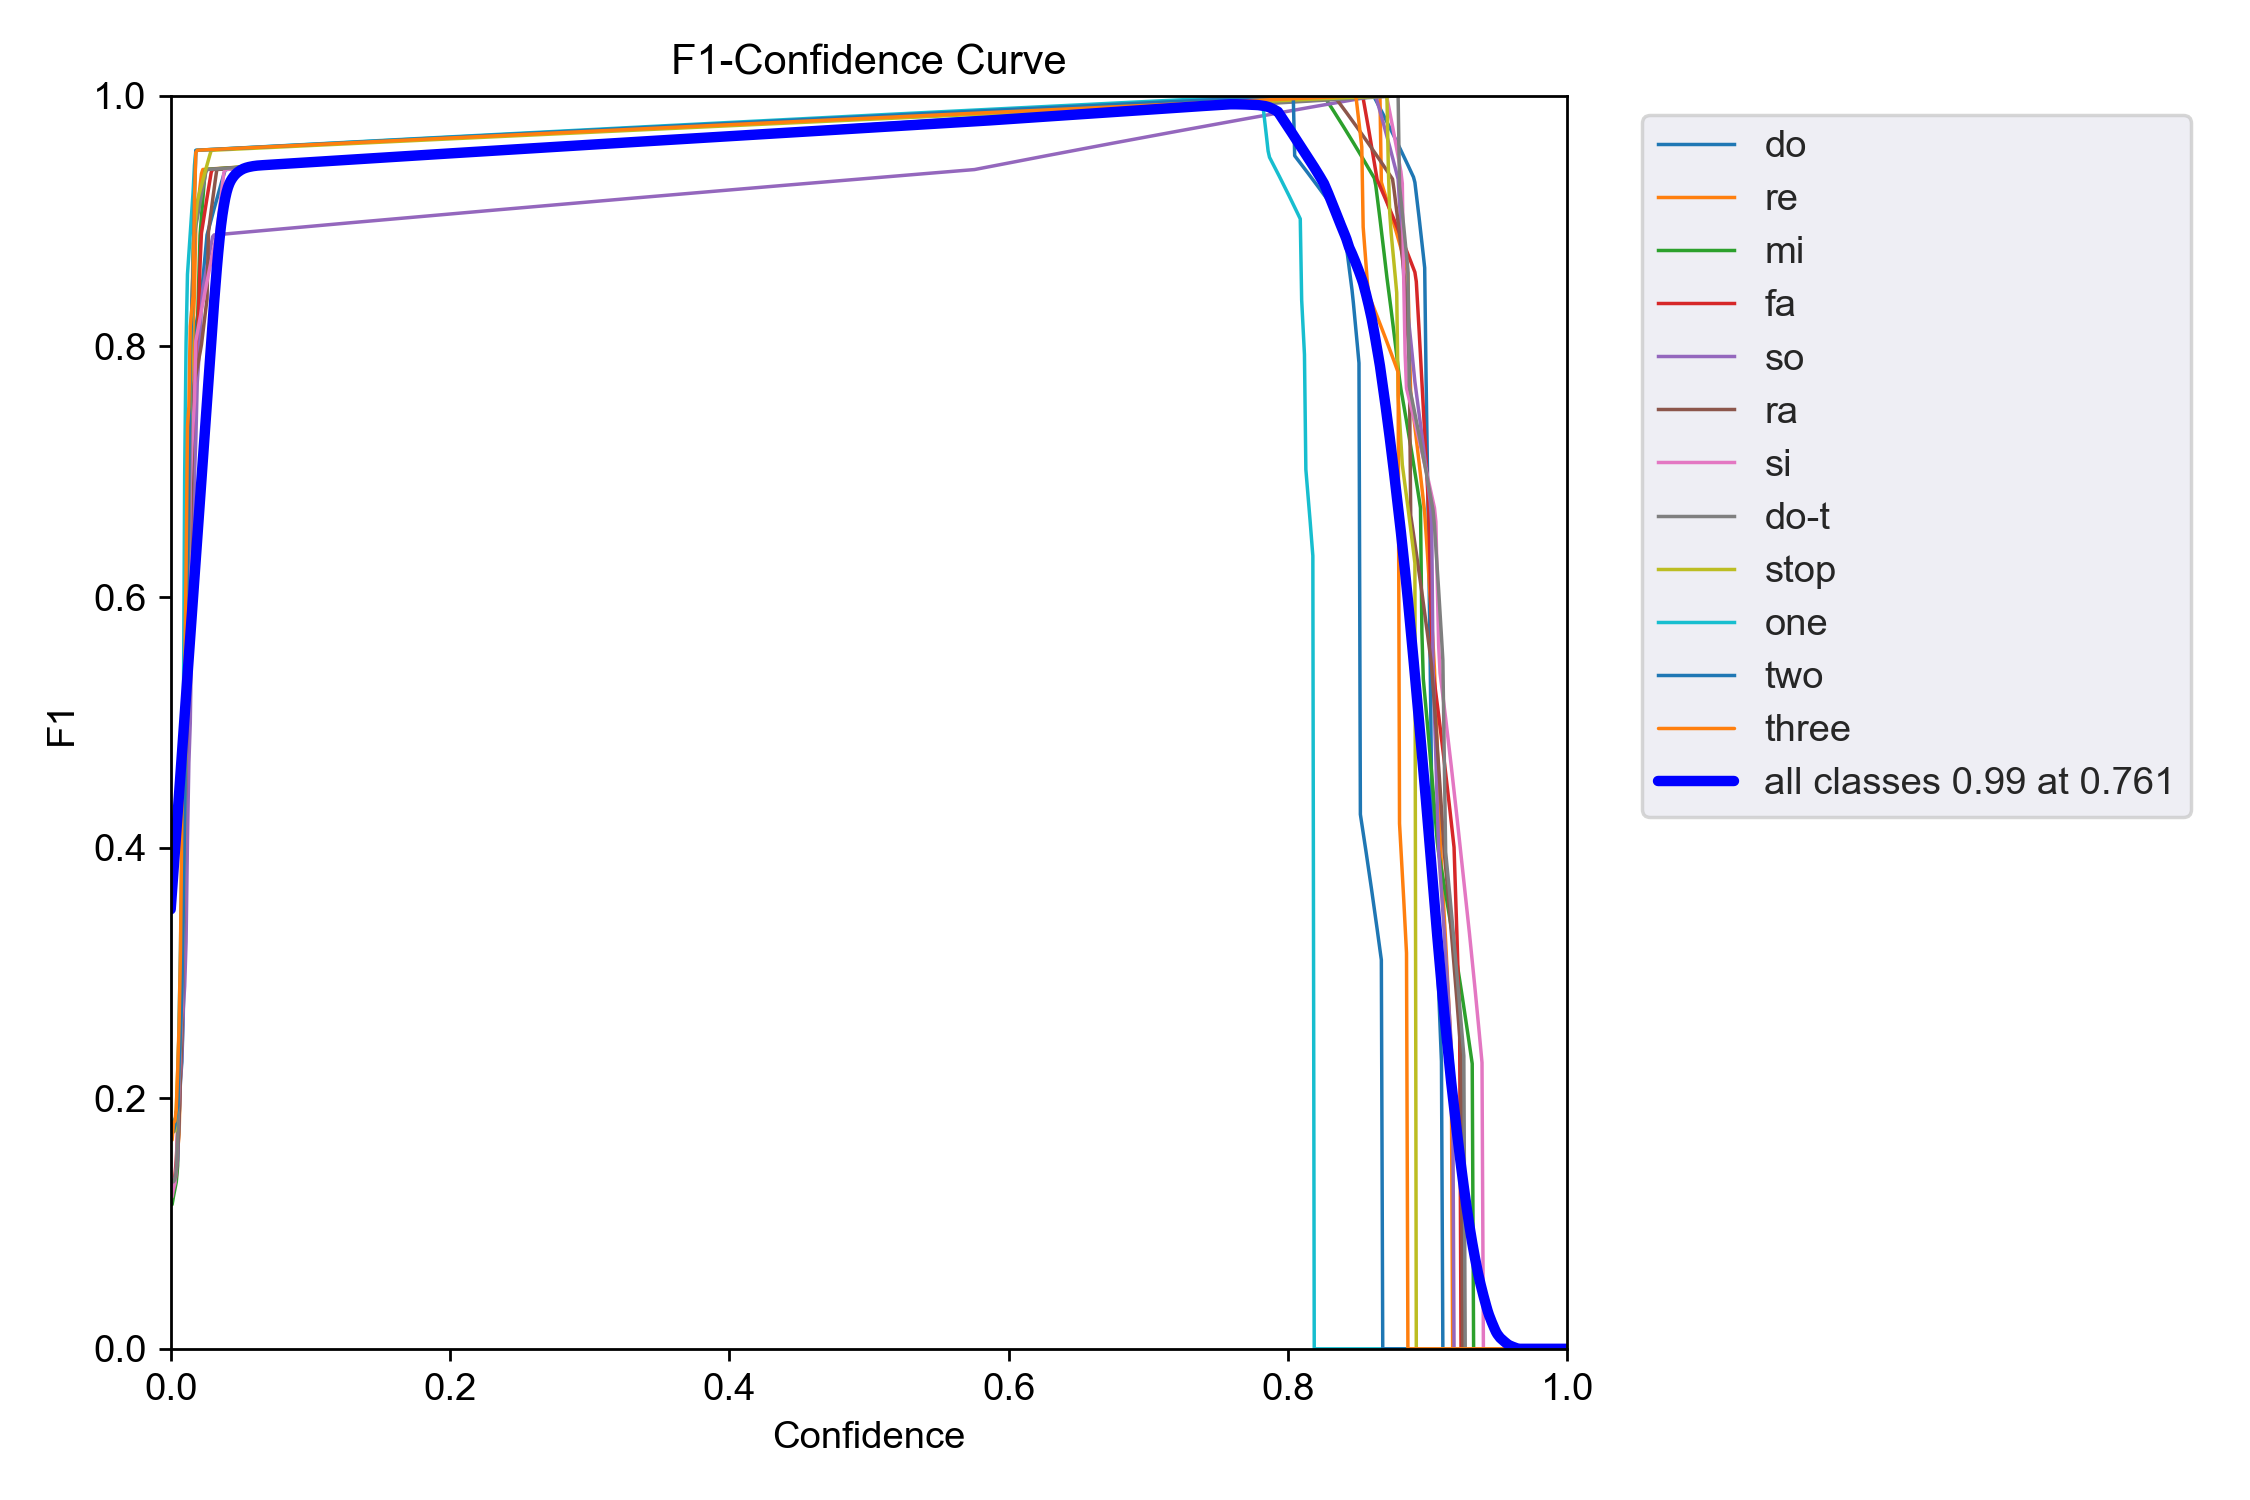 F1-Confidence Curve
1.0
0.8
0.6
0.4
0.2
0.0
F1
0.0 0.2 0.4 0.6 0.8 1.0
Confidence
do
re
mi
fa
so
ra
si
do-t
stop
one
two
three
all classes 0.99 at 0.761